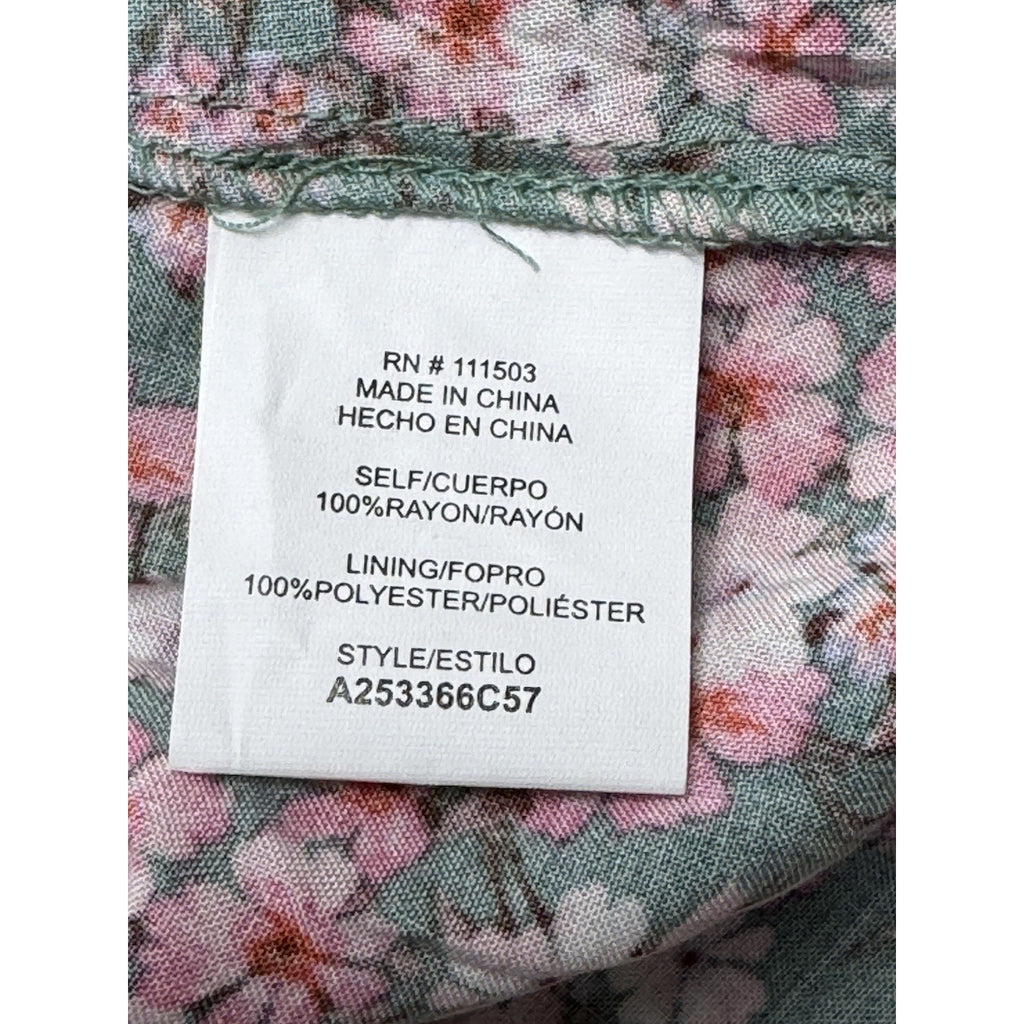 RN # 111503
MADE IN CHINA
HECHO EN CHINA
SELF/CUERPO
100%RAYON/RAYÓN
LINING/FOPRO
100%POLYESTER/POLIÉSTER
STYLE/ESTILO
A253366C57